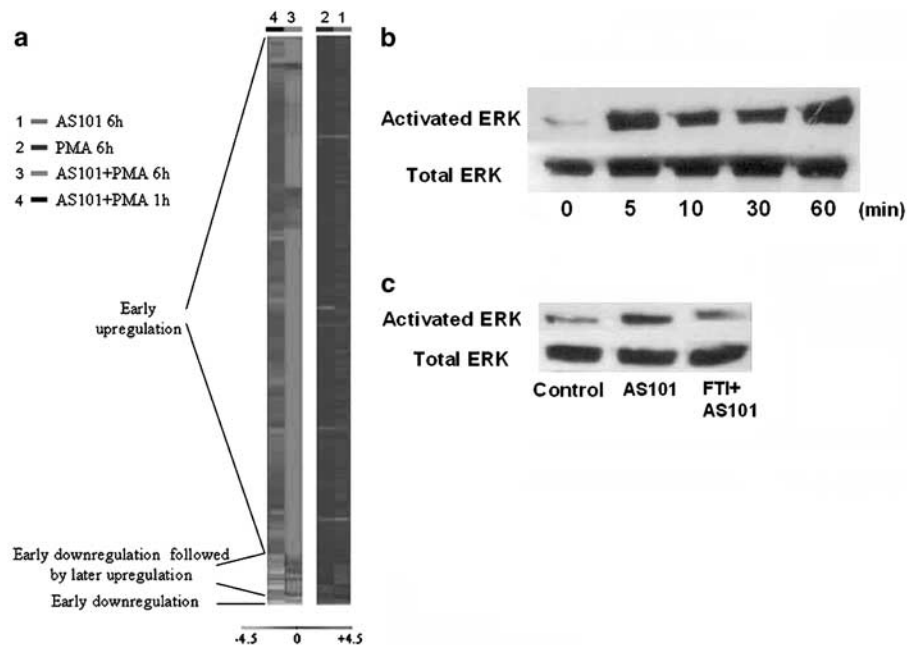 a
4 3 2 1
1 AS101 6h
2 PMA 6h
3 AS101+PMA 6h
4 AS101+PMA 1h
Early
upregulation
Early downregulation followed
by later upregulation
Early downregulation
-4.5 0 +4.5
b
Activated ERK
Total ERK
0 5 10 30 60 (min)
c
Activated ERK
Total ERK
Control AS101 FTI+
AS101